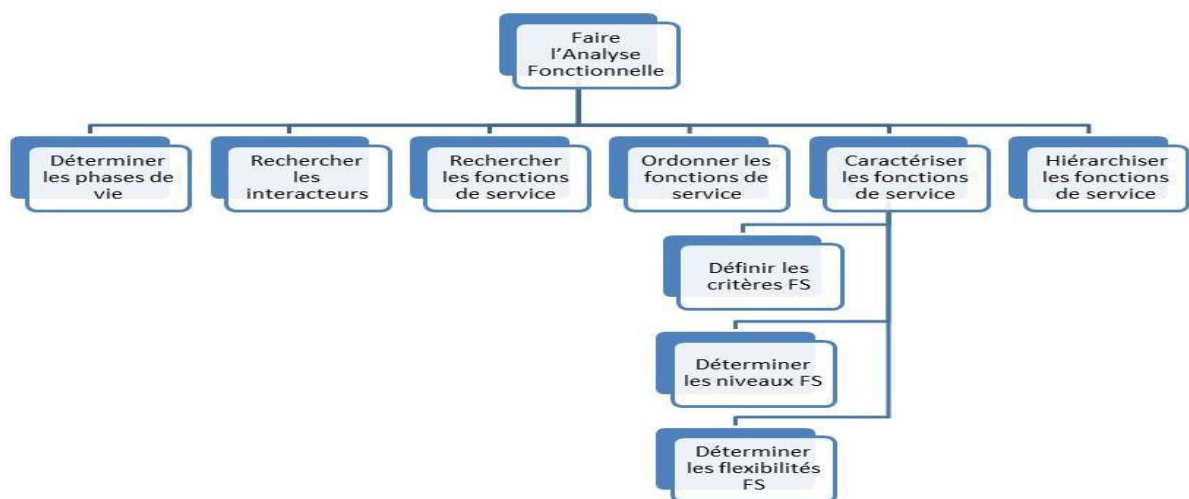 Faire
l’Analyse
Fonctionnelle
Déterminer
les phases de
vie
Rechercher
les
interacteurs
Rechercher
les fonctions
de service
Ordonner les
fonctions de
service
Caractériser
les fonctions
de service
Hiérarchiser
les fonctions
de service
Définir les
critères FS
Déterminer
les niveaux FS
Déterminer
les flexibilités
FS